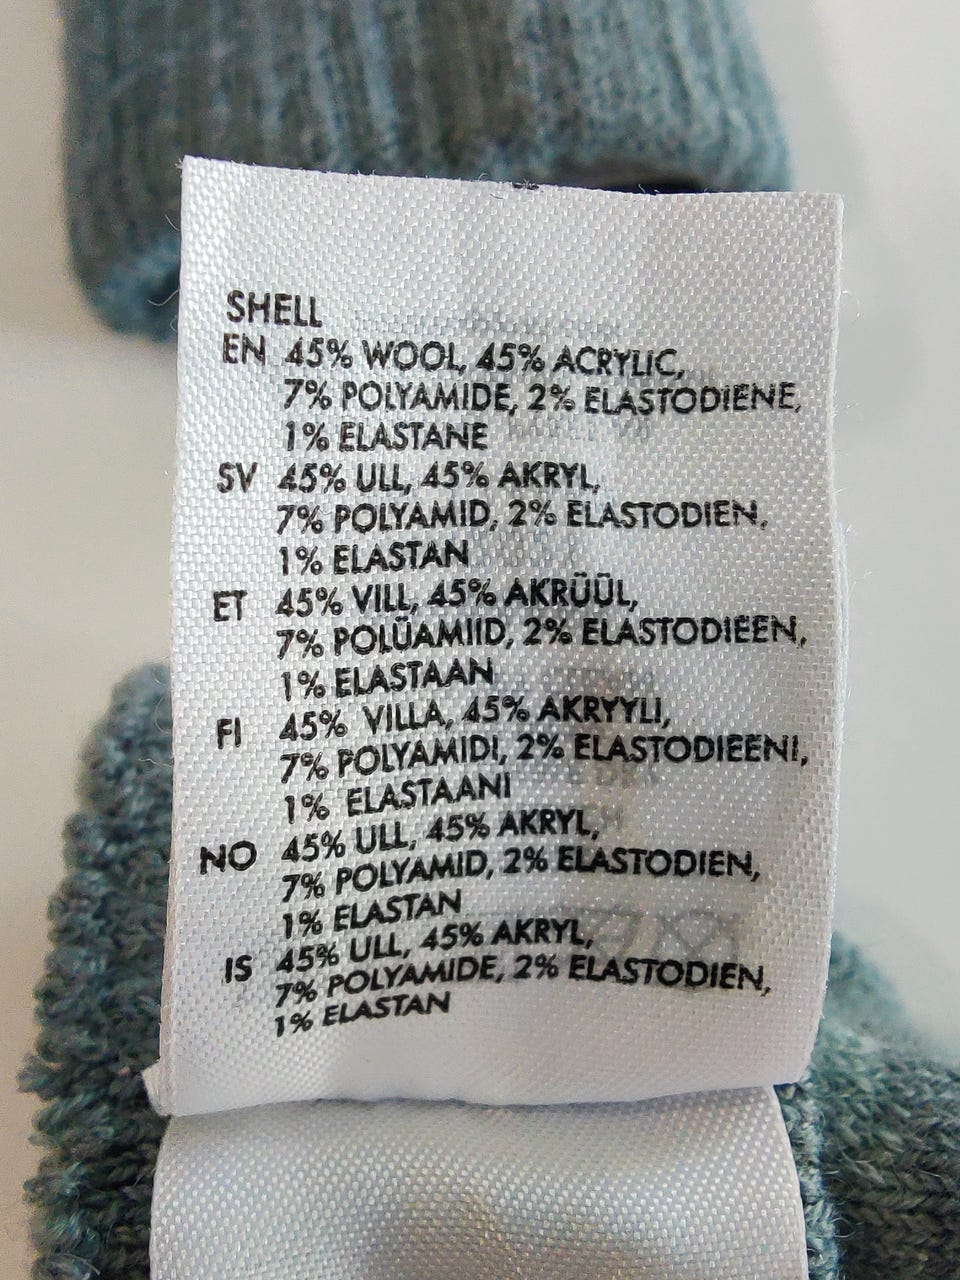 SHELL
EN 45% WOOL, 45% ACRYLIC,
7% POLYAMIDE, 2% ELASTODIENE,
1% ELASTANE
SV 45% ULL, 45% AKRYL,
7% POLYAMID, 2% ELASTODIEN,
1% ELASTAN
ET 45% VILL, 45% AKRÜÜL,
7% POLÜAMIID, 2% ELASTODIEEN,
1% ELASTAAN
FI 45% VILLA, 45% AKRYYLI,
7% POLYAMIDI, 2% ELASTODIEENI,
1% ELASTAANI
NO 45% ULL, 45% AKRYL,
7% POLYAMID, 2% ELASTODIEN,
1% ELASTAN
IS 45% ULL, 45% AKRYL,
7% POLYAMIDE, 2% ELASTODIEN,
1% ELASTAN